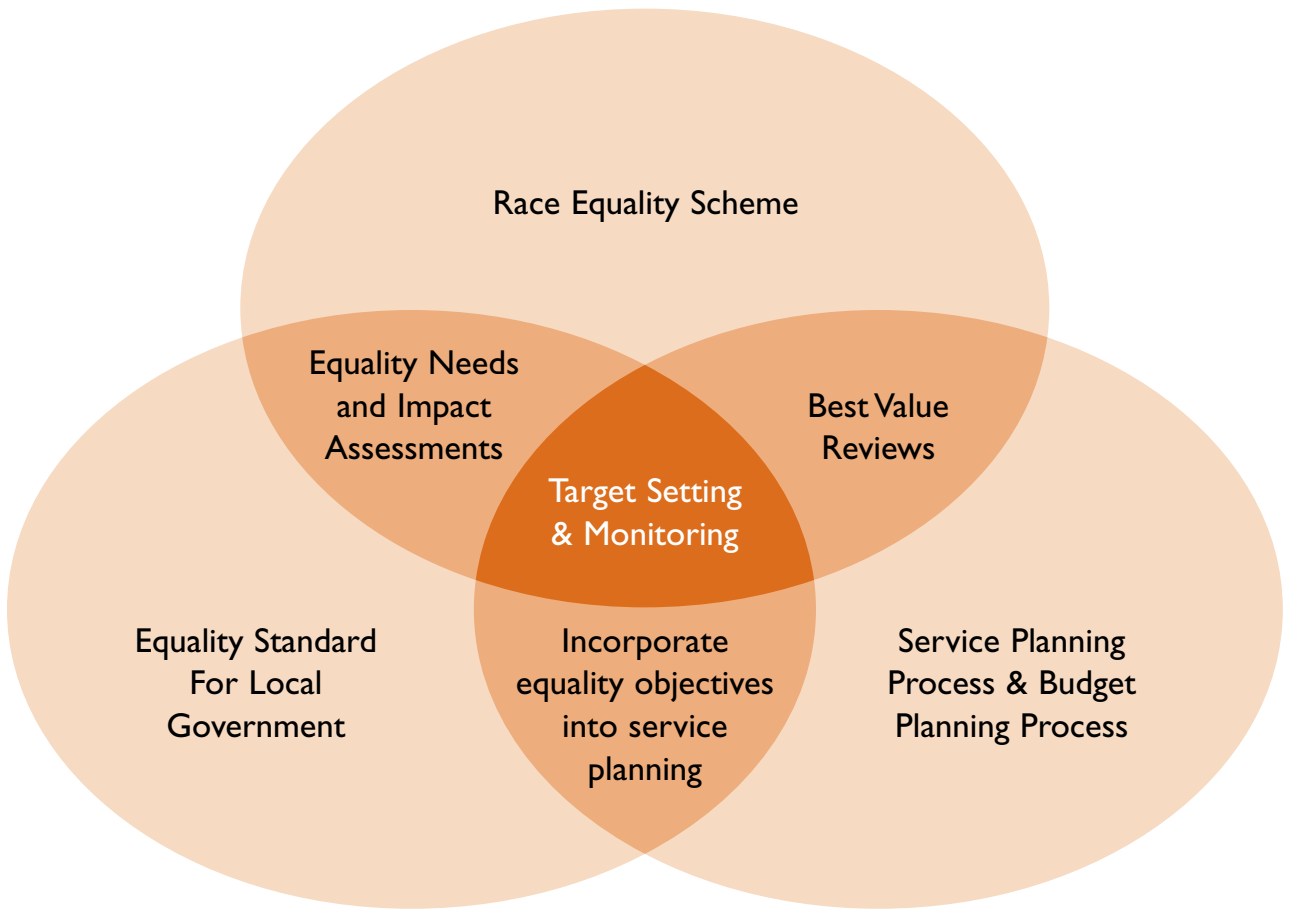 Race Equality Scheme
Equality Needs
and Impact
Assessments
Best Value
Reviews
Target Setting
& Monitoring
Equality Standard
For Local
Government
Incorporate
equality objectives
into service
planning
Service Planning
Process & Budget
Planning Process